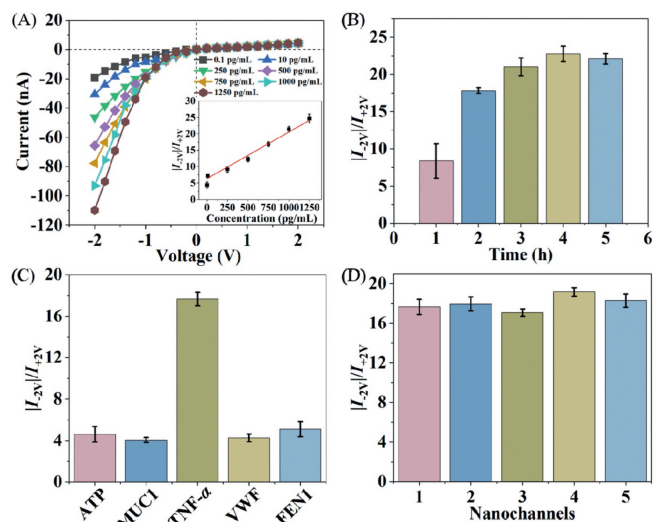 (A)
20
0
-20
-40
-60
-80
-100
-120
Current (nA)
0.1 pg/mL 10 pg/mL
250 pg/mL 500 pg/mL
750 pg/mL 1000 pg/mL
1250 pg/mL
|I-2V|/I+2V
30
25
20
15
10
5
0
0 250 500 750 1000 1250
Concentration (pg/mL)
-2 -1 0 1 2
Voltage (V)
(B)
|I-2V|/I+2V
25
20
15
10
5
0
0 1 2 3 4 5 6
Time (h)
(C)
|I-2V|/I+2V
20
16
12
8
4
0
ATP MUC1 TNF-α VWF FEN1
(D)
|I-2V|/I+2V
20
16
12
8
4
0
1 2 3 4 5
Nanochannels